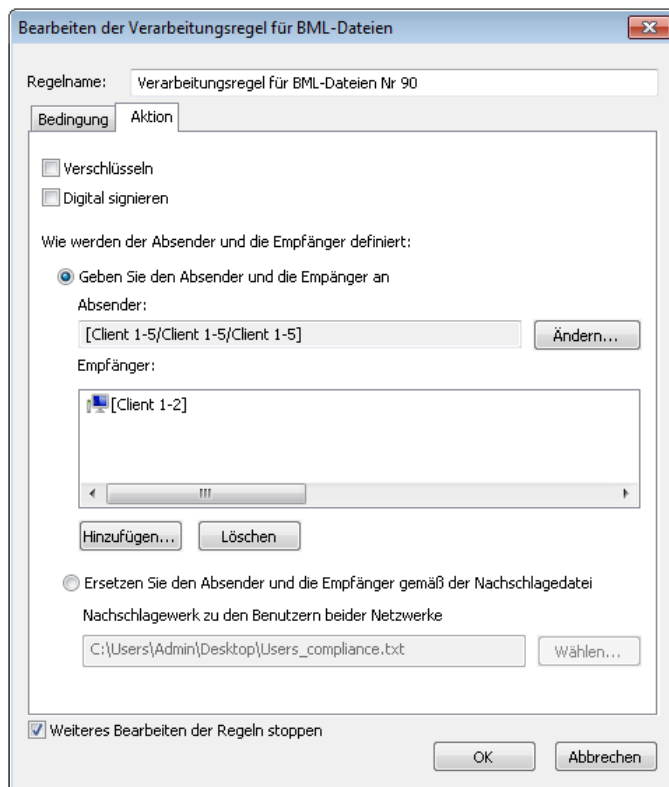 Bearbeiten der Verarbeitungsregel für BML-Dateien
Regelname: Verarbeitungsregel für BML-Dateien Nr 90
Bedingung Aktion
Verschlüsseln
Digital signieren
Wie werden der Absender und die Empfänger definiert:
Geben Sie den Absender und die Empänger an
Absender:
[Client 1-5/Client 1-5/Client 1-5] Ändern...
Empfänger:
[Client 1-2]
Hinzufügen... Löschen
Ersetzen Sie den Absender und die Empfänger gemäß der Nachschlagedatei
Nachschlagewerk zu den Benutzern beider Netzwerke
C:\Users\Admin\Desktop\Users_compliance.txt Wählen...
Weiteres Bearbeiten der Regeln stoppen
OK Abbrechen